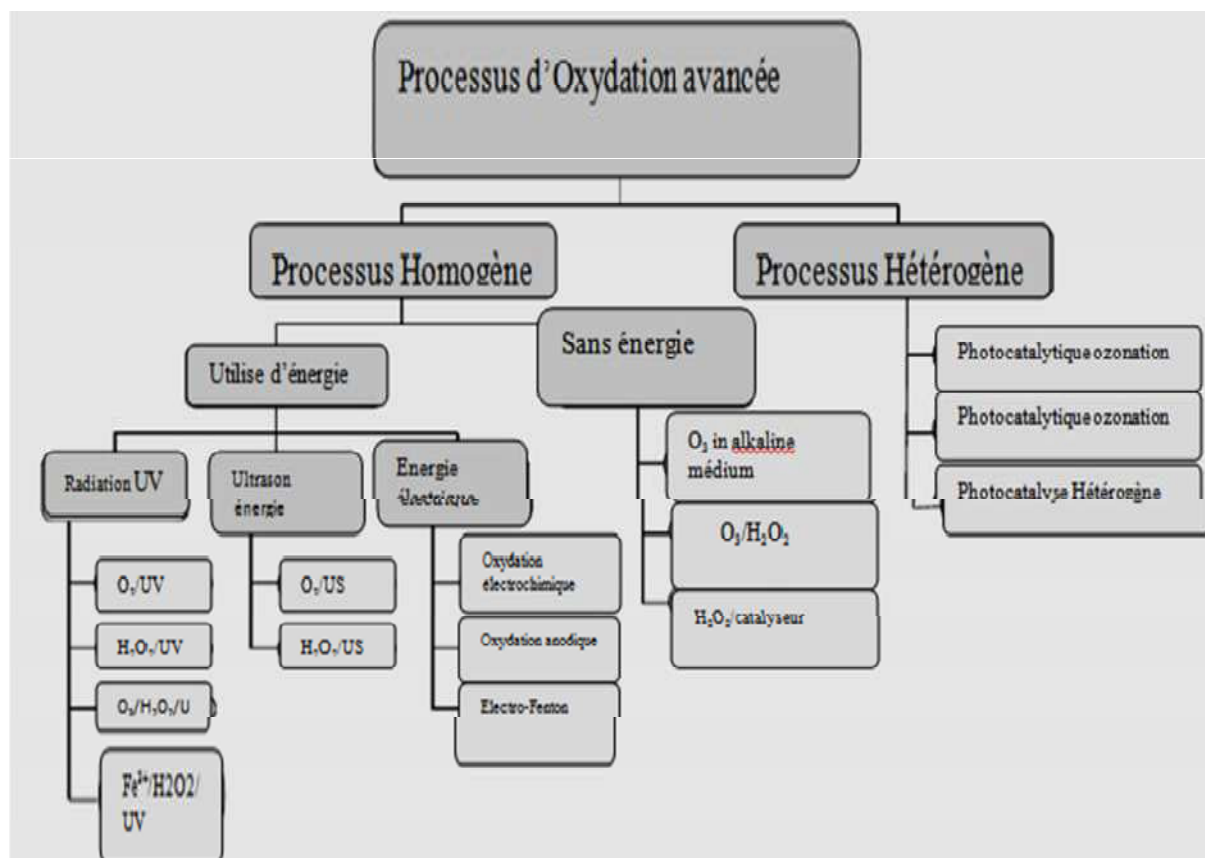 Processus d'Oxydation avancée
Processus Homogène
Processus Hétérogène
Utilise d'énergie
Sans énergie
Radiation UV
Ultrason
énergie
Energie
électrique
O₃/UV
H₂O₂/UV
O₃/H₂O₂/U
Fe²⁺/H2O2/
UV
O₃/US
H₂O₂/US
Oxydation
électrochimique
Oxydation anodique
Electro-Fenton
O₃ in alkaline
médium
O₃/H₂O₂
H₂O₂/catalyseur
Photocatalytique ozonation
Photocatalytique ozonation
Photocatalyse Hétérogène